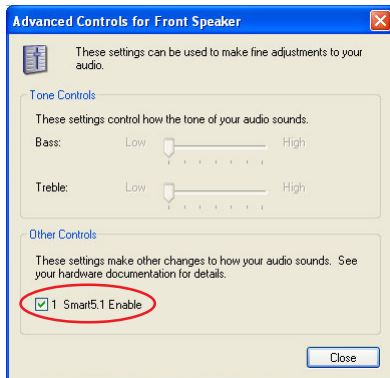 Advanced Controls for Front Speaker
These settings can be used to make fine adjustments to your
audio.
Tone Controls
These settings control how the tone of your audio sounds.
Bass: Low High
Treble: Low High
Other Controls
These settings make other changes to how your audio sounds. See
your hardware documentation for details.
1 Smart5.1 Enable
Close